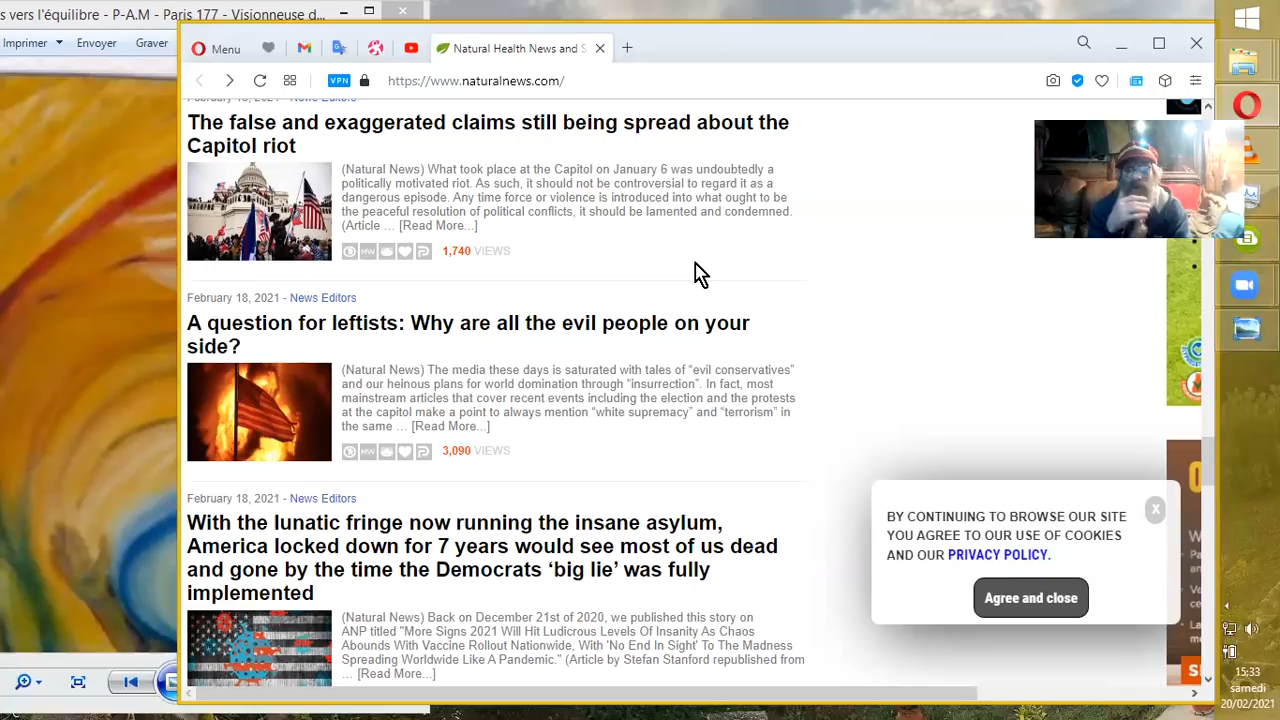 s vers l'équilibre - P-A-M - Paris 177 - Visionneuse d
Imprimer Envoyer Graver
Menu
Natural Health News and S
VPN https://www.naturalnews.com/
The false and exaggerated claims still being spread about the
Capitol riot
(Natural News) What took place at the Capitol on January 6 was undoubtedly a
politically motivated riot. As such, it should not be controversial to regard it as a
dangerous episode. Any time force or violence is introduced into what ought to be
the peaceful resolution of political conflicts, it should be lamented and condemned.
(Article ... [Read More...]
1,740 VIEWS
February 18, 2021 - News Editors
A question for leftists: Why are all the evil people on your
side?
(Natural News) The media these days is saturated with tales of “evil conservatives”
and our heinous plans for world domination through “insurrection”. In fact, most
mainstream articles that cover recent events including the election and the protests
at the capitol make a point to always mention “white supremacy” and “terrorism” in
the same ... [Read More...]
3,090 VIEWS
February 18, 2021 - News Editors
With the lunatic fringe now running the insane asylum,
America locked down for 7 years would see most of us dead
and gone by the time the Democrats ‘big lie’ was fully
implemented
(Natural News) Back on December 21st of 2020, we published this story on
ANP titled "More Signs 2021 Will Hit Ludicrous Levels Of Insanity As Chaos
Abounds With Vaccine Rollout Nationwide, With 'No End In Sight' To The Madness
Spreading Worldwide Like A Pandemic." (Article by Stefan Stanford republished from
... [Read More...]
BY CONTINUING TO BROWSE OUR SITE
YOU AGREE TO OUR USE OF COOKIES
AND OUR PRIVACY POLICY.
X
Agree and close
15:33
samedi
20/02/2021